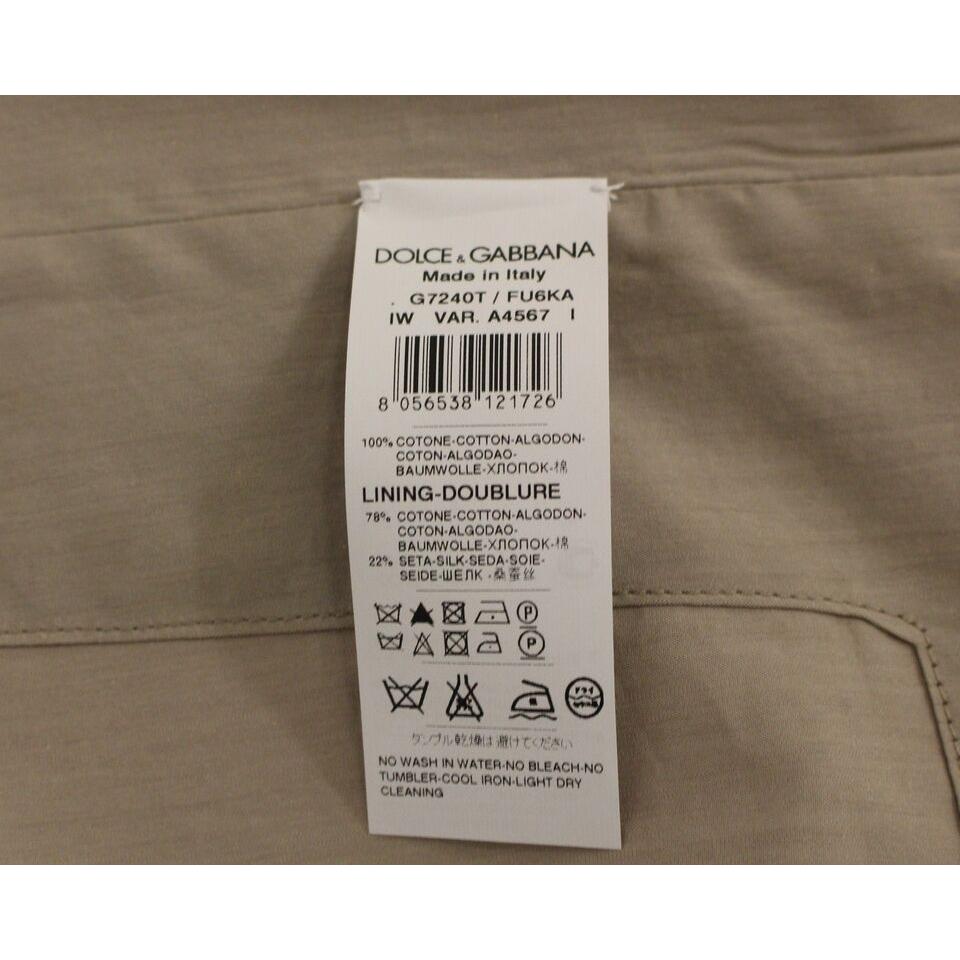 DOLCE & GABBANA
Made in Italy
. G7240T / FU6KA
IW VAR. A4567 I
8 056538 121726
100% COTONE-COTTON-ALGODON-
COTON-ALGODAO-
BAUMWOLLE-ХЛОПОК-棉
LINING-DOUBLURE
78% COTONE-COTTON-ALGODON-
COTON-ALGODAO-
BAUMWOLLE-ХЛОПОК-棉
22% SETA-SILK-SEDA-SOIE-
SEIDE-ШЕЛК -桑蚕丝
P
P
ドライ
タンブル乾燥は避けてください
NO WASH IN WATER-NO BLEACH-NO
TUMBLER-COOL IRON-LIGHT DRY
CLEANING